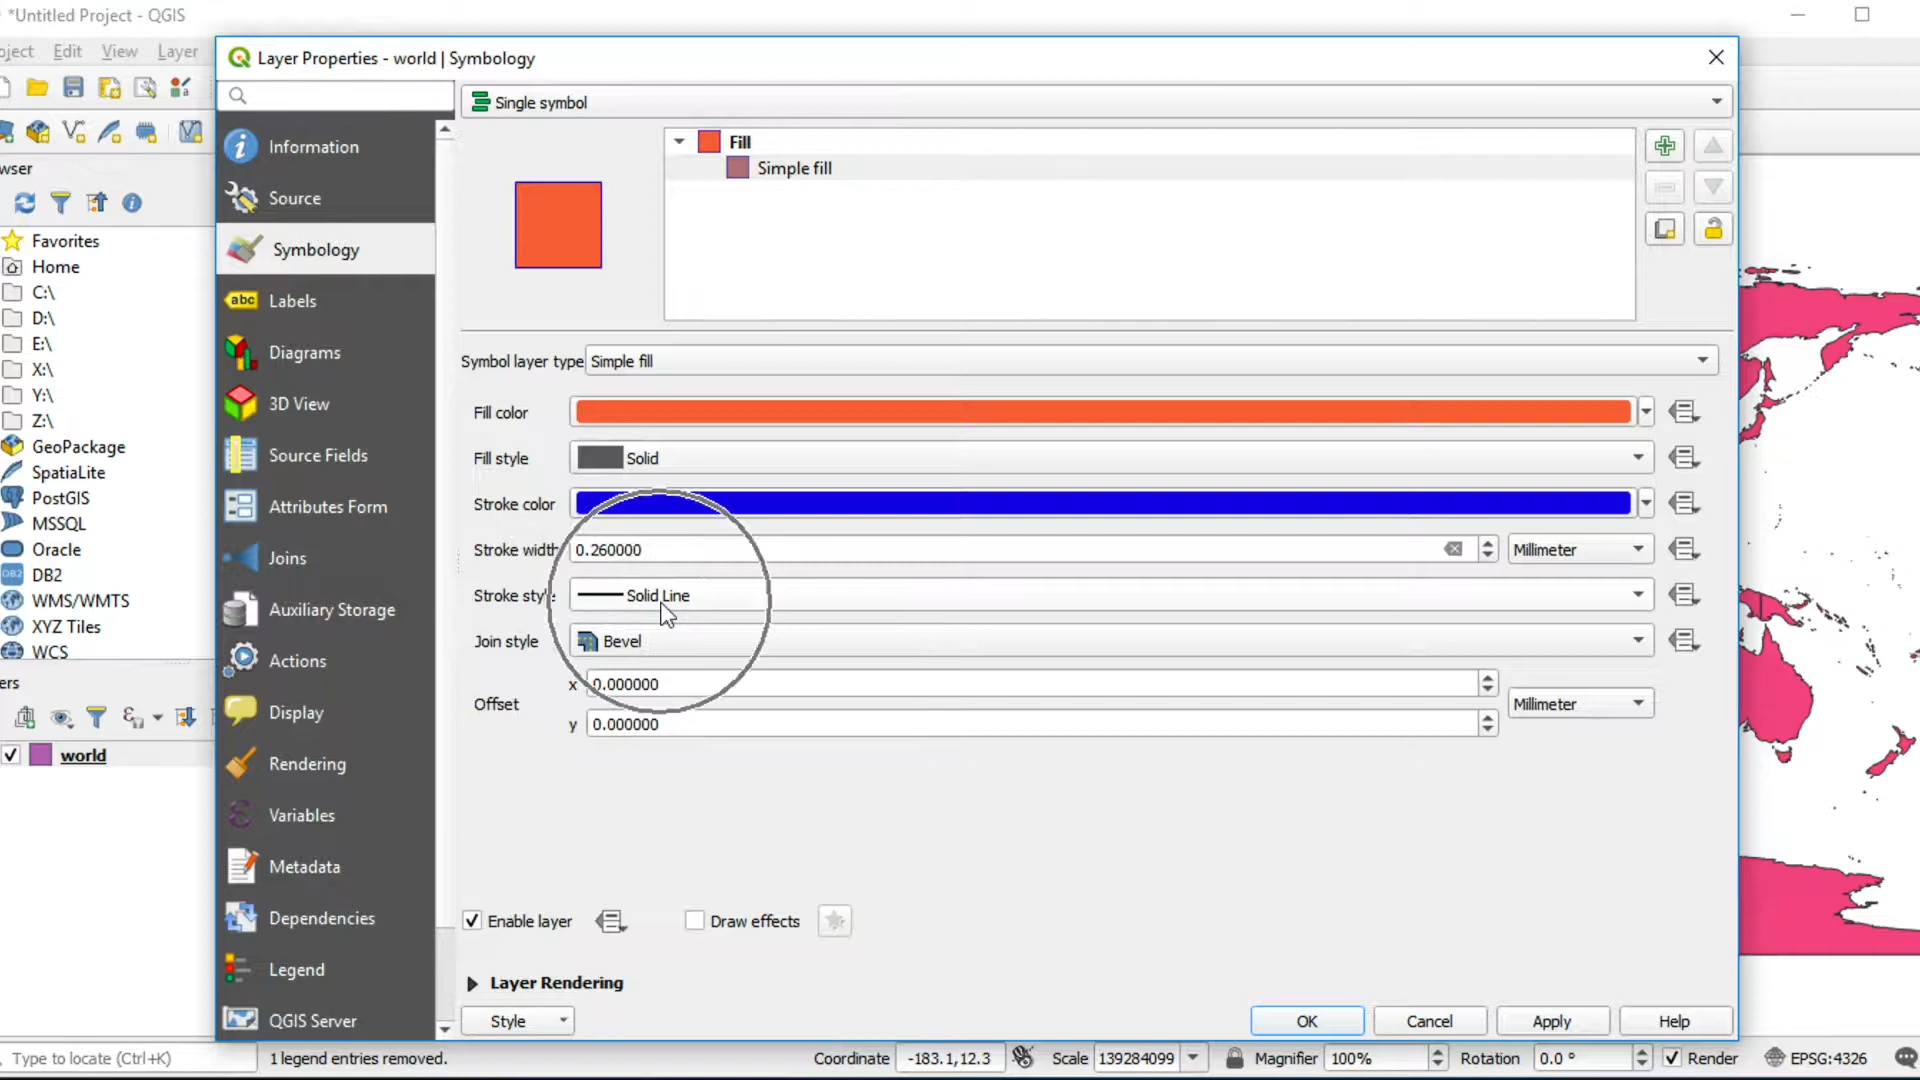 *Untitled Project - QGIS
oject Edit View Layer
Layer Properties - world | Symbology
Single symbol
Information
Source
Symbology
Labels
Diagrams
3D View
Source Fields
Attributes Form
Joins
Auxiliary Storage
Actions
Display
Rendering
Variables
Metadata
Dependencies
Legend
QGIS Server
wser
Favorites
Home
C:\
D:\
E:\
X:\
Y:\
Z:\
GeoPackage
SpatiaLite
PostGIS
MSSQL
Oracle
DB2
WMS/WMTS
XYZ Tiles
WCS
ers
world
Fill
Simple fill
Symbol layer type Simple fill
Fill color
Fill style Solid
Stroke color
Stroke width 0.260000 Millimeter
Stroke style Solid Line
Join style Bevel
Offset
x 0.000000
y 0.000000
Millimeter
Enable layer
Draw effects
Layer Rendering
Style
OK Cancel Apply Help
Type to locate (Ctrl+K)
1 legend entries removed.
Coordinate -183.1,12.3
Scale 139284099
Magnifier 100%
Rotation 0.0 °
Render
EPSG:4326
abc